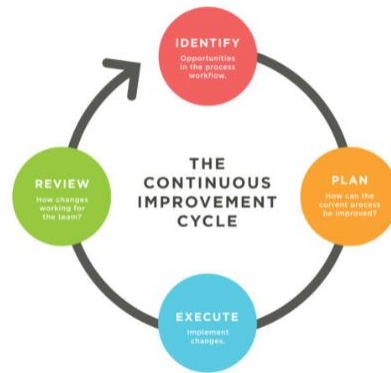 IDENTIFY
Opportunities
in the process
workflow.
THE
CONTINUOUS
IMPROVEMENT
CYCLE
PLAN
How can the
current process
be improved?
EXECUTE
Implement
changes.
REVIEW
How changes
working for
the team?